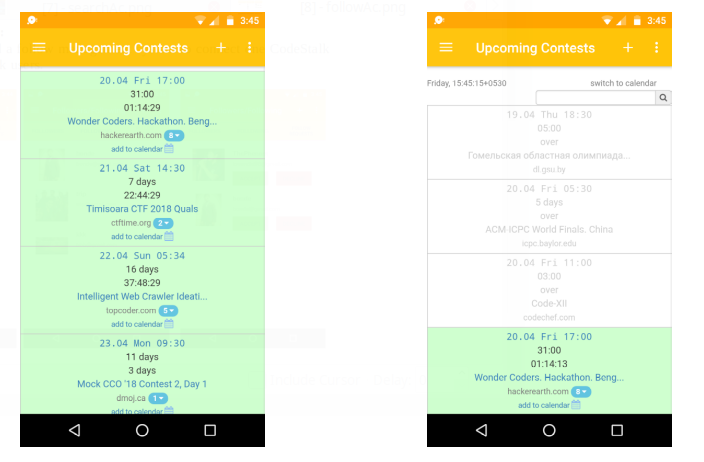 3:45
Upcoming Contests
20.04 Fri 17:00
31:00
01:14:29
Wonder Coders. Hackathon. Beng...
hackerearth.com 8
add to calendar
21.04 Sat 14:30
7 days
22:44:29
Timisoara CTF 2018 Quals
ctftime.org 2
add to calendar
22.04 Sun 05:34
16 days
37:48:29
Intelligent Web Crawler Ideati...
topcoder.com 5
add to calendar
23.04 Mon 09:30
11 days
3 days
Mock CCO '18 Contest 2, Day 1
dmoj.ca 1
add to calendar
3:45
Upcoming Contests
Friday, 15:45:15+0530 switch to calendar
19.04 Thu 18:30
05:00
over
Гомельская областная олимпиада...
dl.gsu.by
20.04 Fri 05:30
5 days
over
ACM-ICPC World Finals. China
icpc.baylor.edu
20.04 Fri 11:00
03:00
over
Code-XII
codechef.com
20.04 Fri 17:00
31:00
01:14:13
Wonder Coders. Hackathon. Beng...
hackerearth.com 8
add to calendar